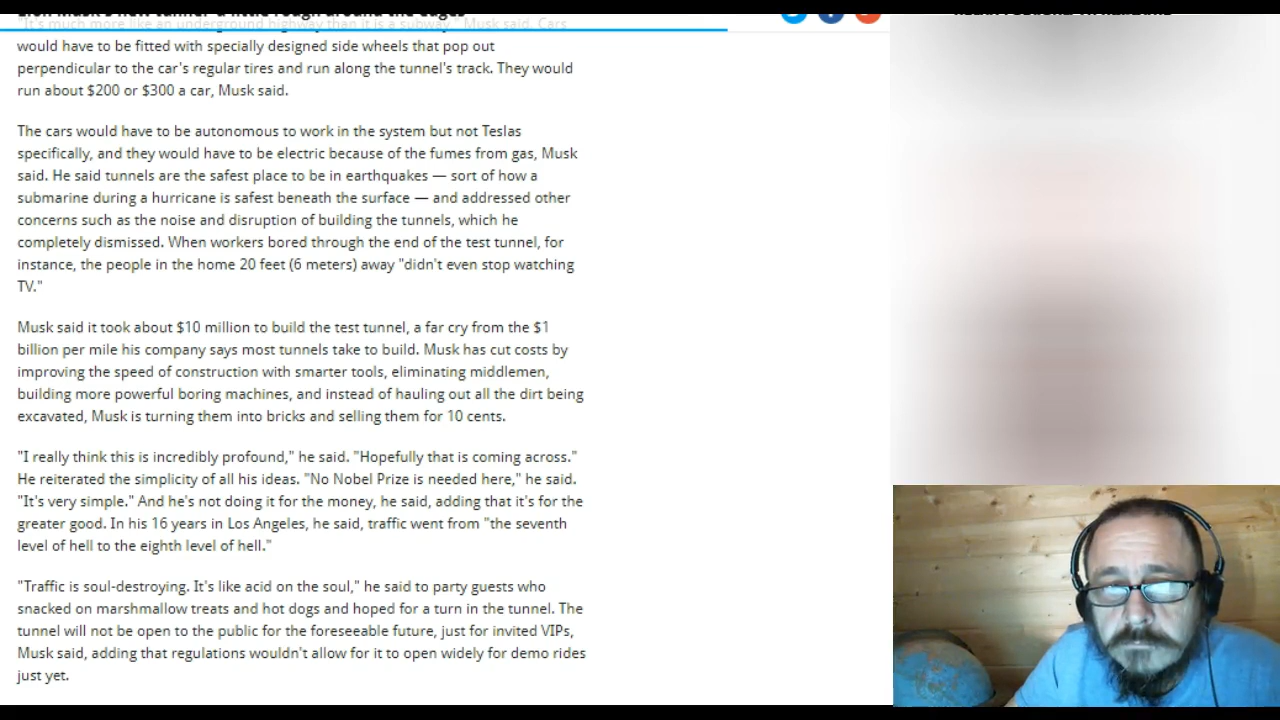 "It's much more like an underground highway than it is a subway," Musk said. Cars
would have to be fitted with specially designed side wheels that pop out
perpendicular to the car's regular tires and run along the tunnel's track. They would
run about $200 or $300 a car, Musk said.
The cars would have to be autonomous to work in the system but not Teslas
specifically, and they would have to be electric because of the fumes from gas, Musk
said. He said tunnels are the safest place to be in earthquakes — sort of how a
submarine during a hurricane is safest beneath the surface — and addressed other
concerns such as the noise and disruption of building the tunnels, which he
completely dismissed. When workers bored through the end of the test tunnel, for
instance, the people in the home 20 feet (6 meters) away "didn't even stop watching
TV."
Musk said it took about $10 million to build the test tunnel, a far cry from the $1
billion per mile his company says most tunnels take to build. Musk has cut costs by
improving the speed of construction with smarter tools, eliminating middlemen,
building more powerful boring machines, and instead of hauling out all the dirt being
excavated, Musk is turning them into bricks and selling them for 10 cents.
"I really think this is incredibly profound," he said. "Hopefully that is coming across."
He reiterated the simplicity of all his ideas. "No Nobel Prize is needed here," he said.
"It's very simple." And he's not doing it for the money, he said, adding that it's for the
greater good. In his 16 years in Los Angeles, he said, traffic went from "the seventh
level of hell to the eighth level of hell."
"Traffic is soul-destroying. It's like acid on the soul," he said to party guests who
snacked on marshmallow treats and hot dogs and hoped for a turn in the tunnel. The
tunnel will not be open to the public for the foreseeable future, just for invited VIPs,
Musk said, adding that regulations wouldn't allow for it to open widely for demo rides
just yet.